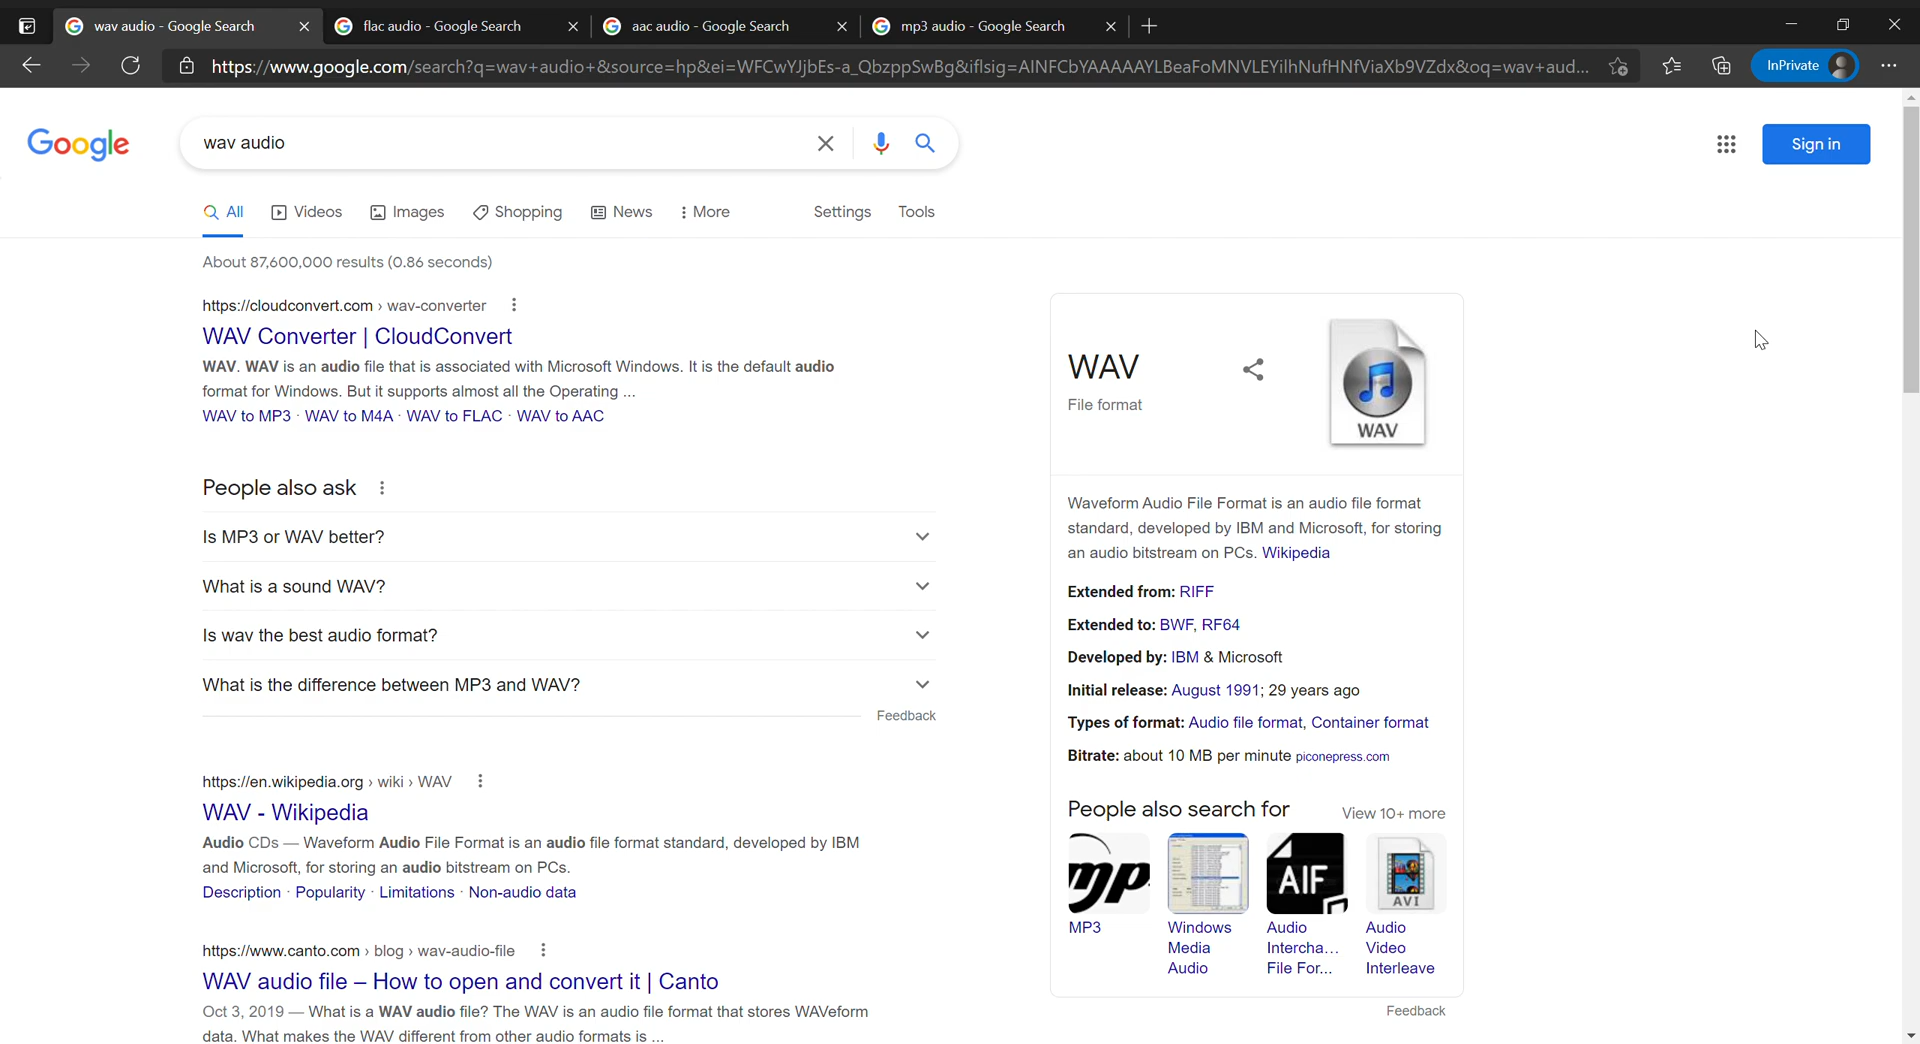 wav audio - Google Search
flac audio - Google Search
aac audio - Google Search
mp3 audio - Google Search
https://www.google.com/search?q=wav+audio+&source=hp&ei=WFCwYJjbEs-a_QbzppSwBg&iflsig=AINFCbYAAAAAYLBeaFoMNVLEYilhNufHNfViaXb9VZdx&oq=wav+aud...
InPrivate
Google
wav audio
Sign in
All
Videos
Images
Shopping
News
More
Settings
Tools
About 87,600,000 results (0.86 seconds)
https://cloudconvert.com › wav-converter
WAV Converter | CloudConvert
WAV. WAV is an audio file that is associated with Microsoft Windows. It is the default audio
format for Windows. But it supports almost all the Operating ...
WAV to MP3 · WAV to M4A · WAV to FLAC · WAV to AAC
People also ask
Is MP3 or WAV better?
What is a sound WAV?
Is wav the best audio format?
What is the difference between MP3 and WAV?
Feedback
https://en.wikipedia.org › wiki › WAV
WAV - Wikipedia
Audio CDs — Waveform Audio File Format is an audio file format standard, developed by IBM
and Microsoft, for storing an audio bitstream on PCs.
Description · Popularity · Limitations · Non-audio data
https://www.canto.com › blog › wav-audio-file
WAV audio file – How to open and convert it | Canto
Oct 3, 2019 — What is a WAV audio file? The WAV is an audio file format that stores WAVeform
data. What makes the WAV different from other audio formats is ...
WAV
File format
WAV
Waveform Audio File Format is an audio file format
standard, developed by IBM and Microsoft, for storing
an audio bitstream on PCs. Wikipedia
Extended from: RIFF
Extended to: BWF, RF64
Developed by: IBM & Microsoft
Initial release: August 1991; 29 years ago
Types of format: Audio file format, Container format
Bitrate: about 10 MB per minute piconepress.com
People also search for
View 10+ more
mp
AIF
AVI
MP3
Windows
Media
Audio
Audio
Intercha...
File For...
Audio
Video
Interleave
Feedback